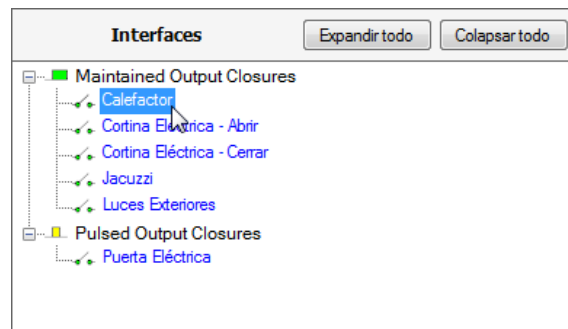 Interfaces
Expandir todo
Colapsar todo
Maintained Output Closures
Calefactor
Cortina Eléctrica - Abrir
Cortina Eléctrica - Cerrar
Jacuzzi
Luces Exteriores
Pulsed Output Closures
Puerta Eléctrica